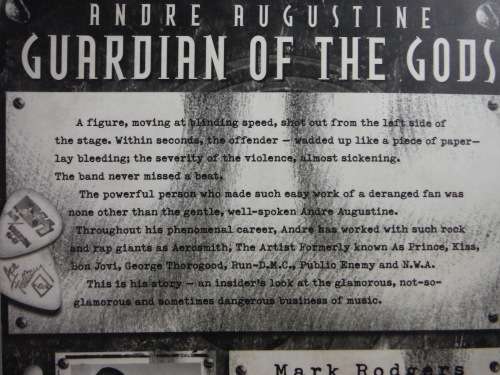 ANDRE AUGUSTINE
GUARDIAN OF THE GODS
A figure, moving at blinding speed, shot out from the left side of
the stage. Within seconds, the offender — wadded up like a piece of paper—
lay bleeding; the severity of the violence, almost sickening.
The band never missed a beat.
The powerful person who made such easy work of a deranged fan was
none other than the gentle, well-spoken Andre Augustine.
Throughout his phenomenal career, Andre has worked with such rock
and rap giants as Aerosmith, The Artist Formerly known As Prince, Kiss,
bon Jovi, George Thorogood, Run-D.M.C., Public Enemy and N.W.A.
This is his story — an insider's look at the glamorous, not-so-
glamorous and sometimes dangerous business of music.
Mark Rodgers